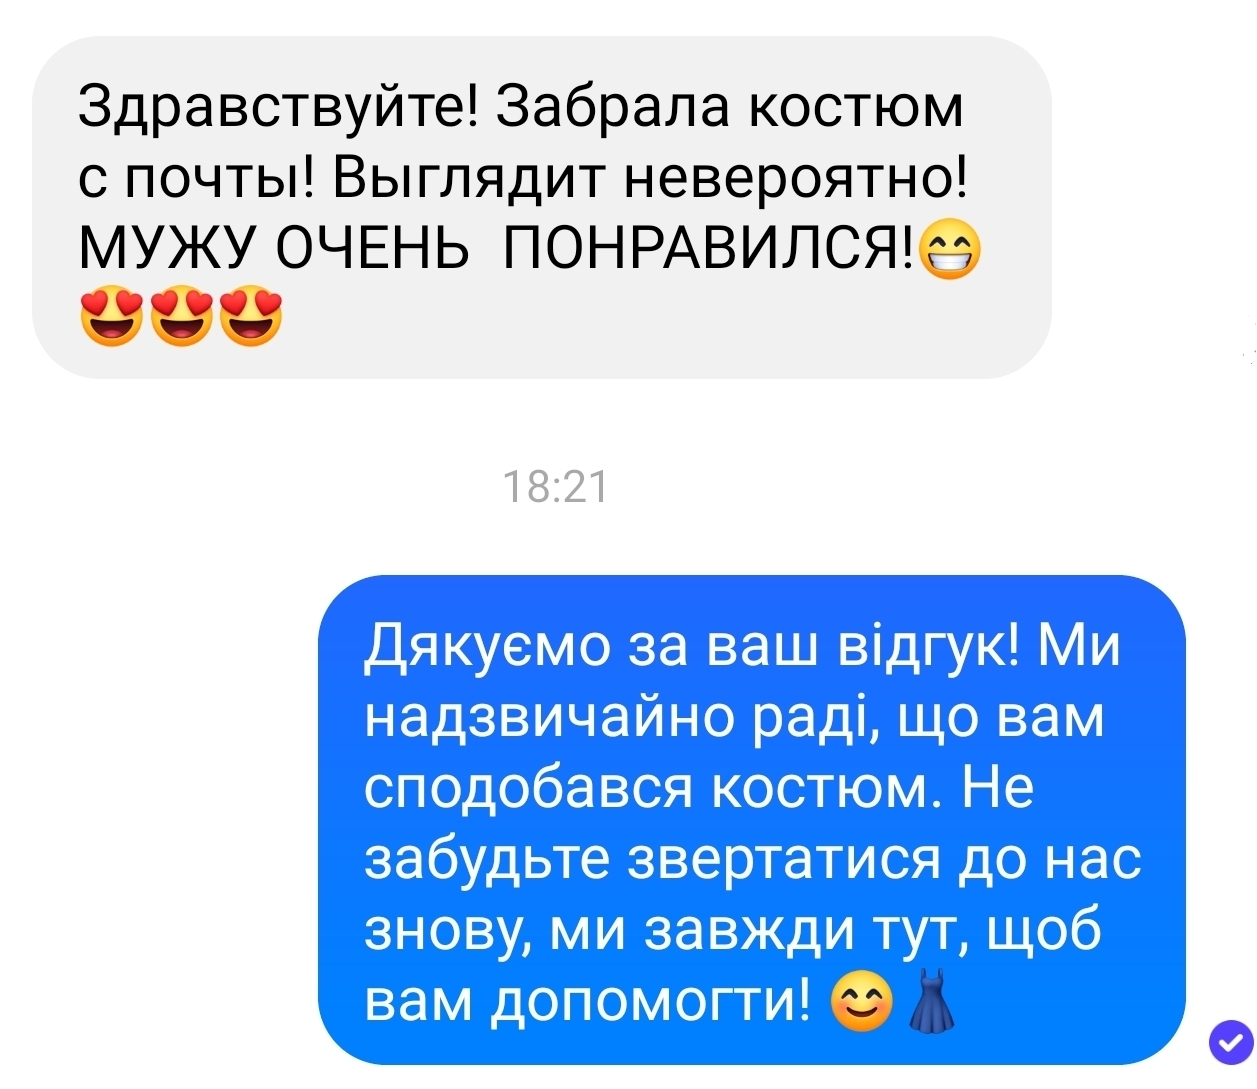 Здравствуйте! Забрала костюм
с почты! Выглядит невероятно!
МУЖУ ОЧЕНЬ  ПОНРАВИЛСЯ!😁
😍😍😍
18:21
Дякуємо за ваш відгук! Ми
надзвичайно раді, що вам
сподобався костюм. Не
забудьте звертатися до нас
знову, ми завжди тут, щоб
вам допомогти! 😊👗